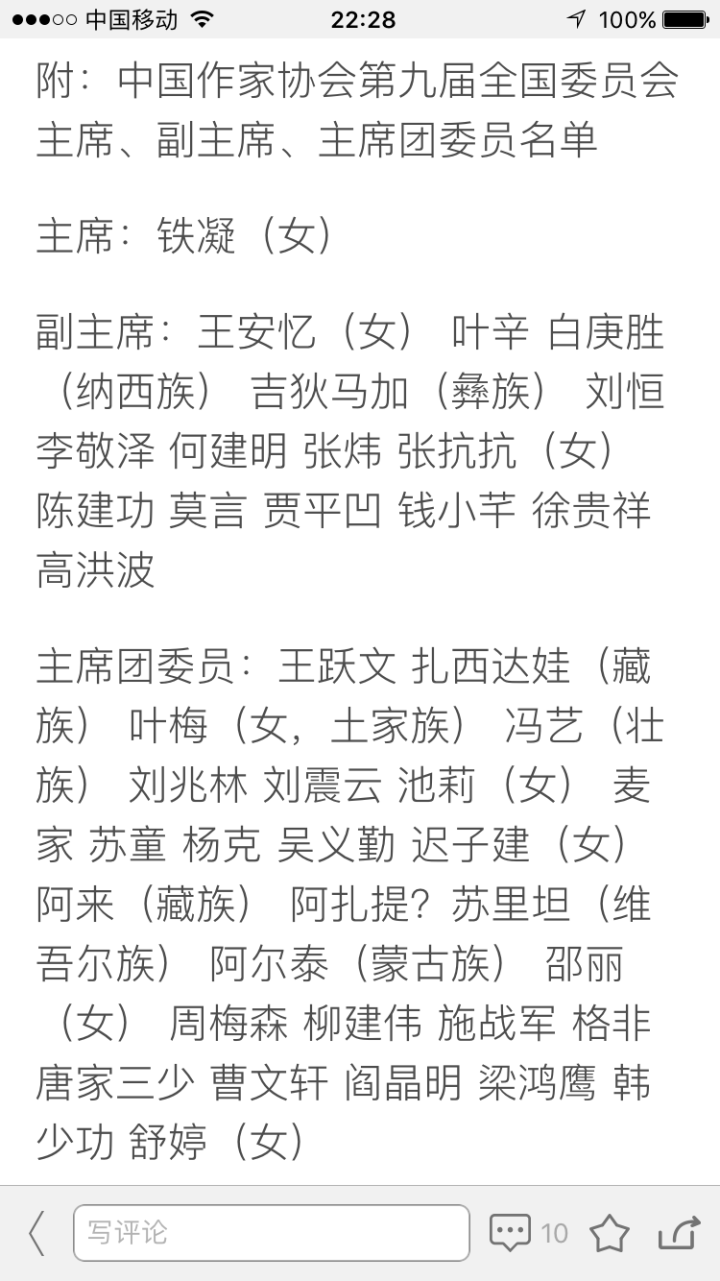 中国移动 22:28 100%
附：中国作家协会第九届全国委员会
主席、副主席、主席团委员名单
主席：铁凝（女）
副主席：王安忆（女） 叶辛 白庚胜
（纳西族） 吉狄马加（彝族） 刘恒
李敬泽 何建明 张炜 张抗抗（女）
陈建功 莫言 贾平凹 钱小芊 徐贵祥
高洪波
主席团委员：王跃文 扎西达娃（藏
族） 叶梅（女，土家族） 冯艺（壮
族） 刘兆林 刘震云 池莉（女） 麦
家 苏童 杨克 吴义勤 迟子建（女）
阿来（藏族） 阿扎提？苏里坦（维
吾尔族） 阿尔泰（蒙古族） 邵丽
（女） 周梅森 柳建伟 施战军 格非
唐家三少 曹文轩 阎晶明 梁鸿鹰 韩
少功 舒婷（女）
写评论 10